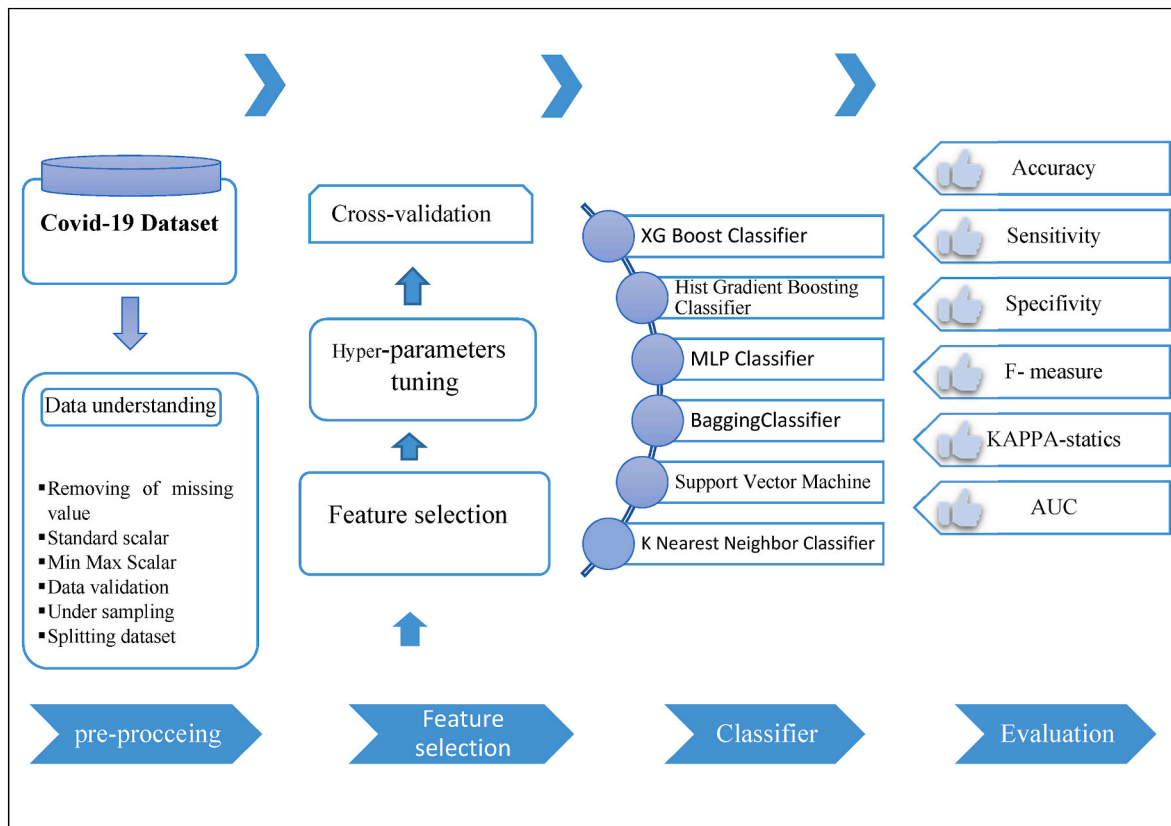 Covid-19 Dataset
Data understanding
▪Removing of missing
value
▪Standard scalar
▪Min Max Scalar
▪Data validation
▪Under sampling
▪Splitting dataset
pre-procceing
Cross-validation
Hyper-parameters
tuning
Feature selection
Feature
selection
XG Boost Classifier
Hist Gradient Boosting
Classifier
MLP Classifier
BaggingClassifier
Support Vector Machine
K Nearest Neighbor Classifier
Classifier
Accuracy
Sensitivity
Specifivity
F- measure
KAPPA-statics
AUC
Evaluation